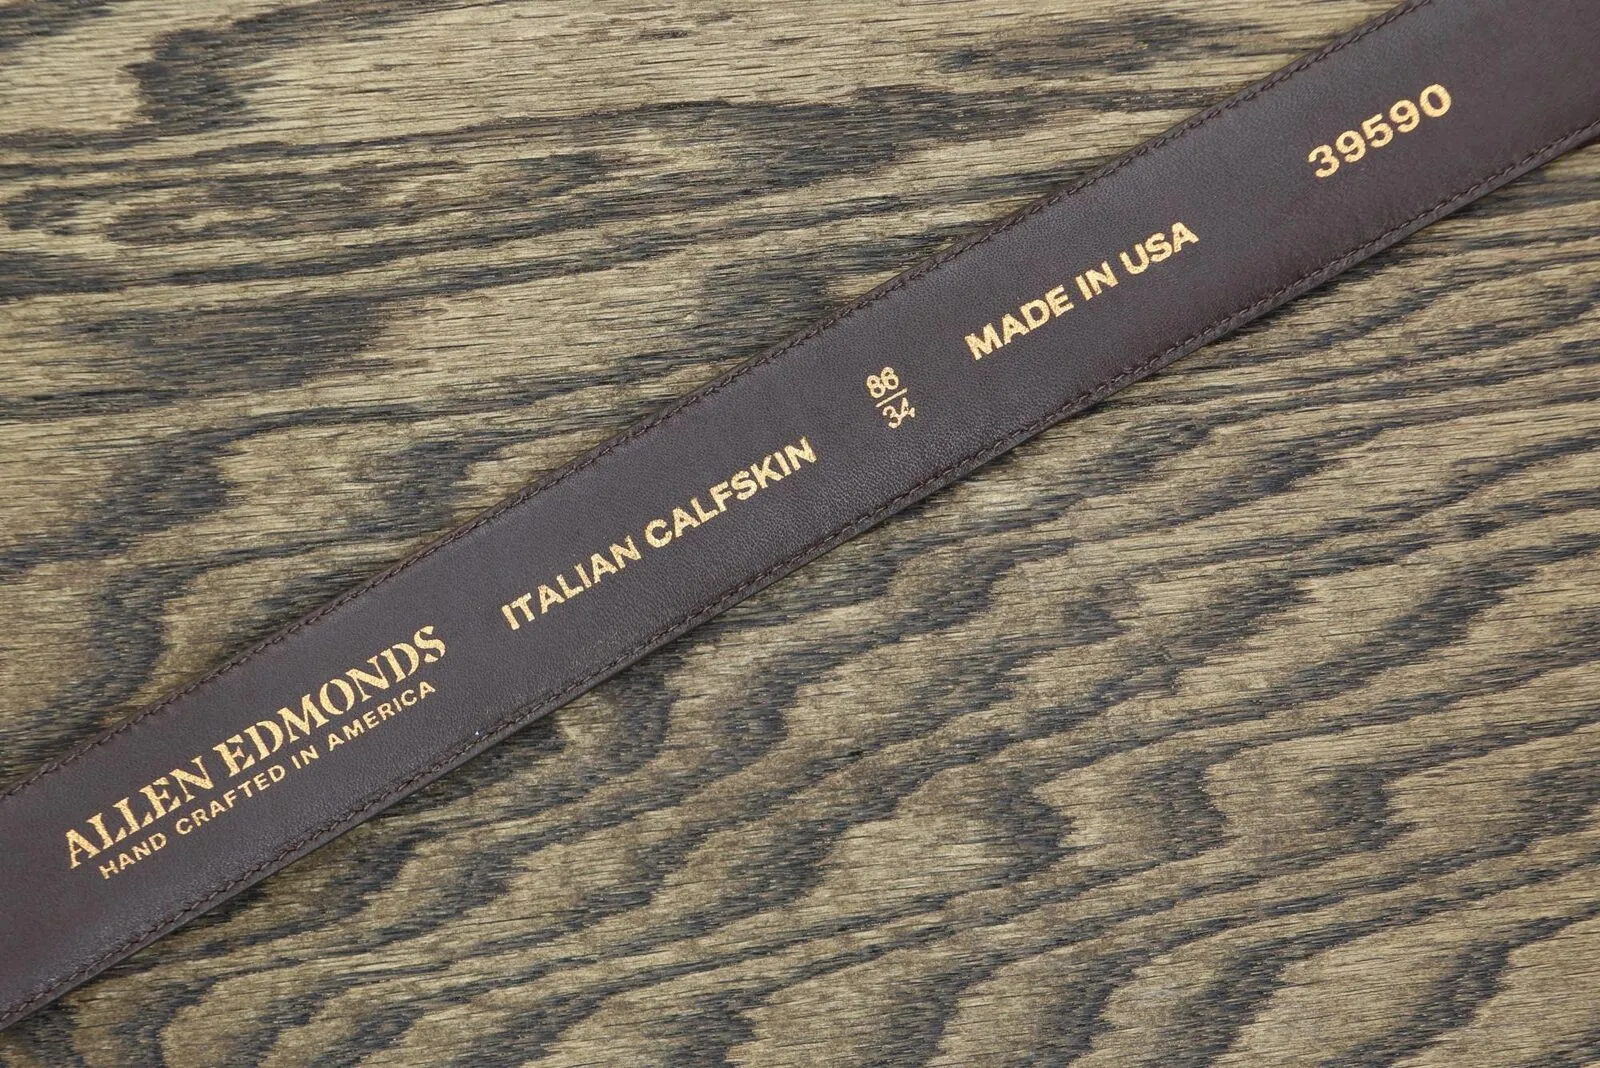 ALLEN EDMONDS
HAND CRAFTED IN AMERICA
ITALIAN CALFSKIN
86
34
MADE IN USA
39590